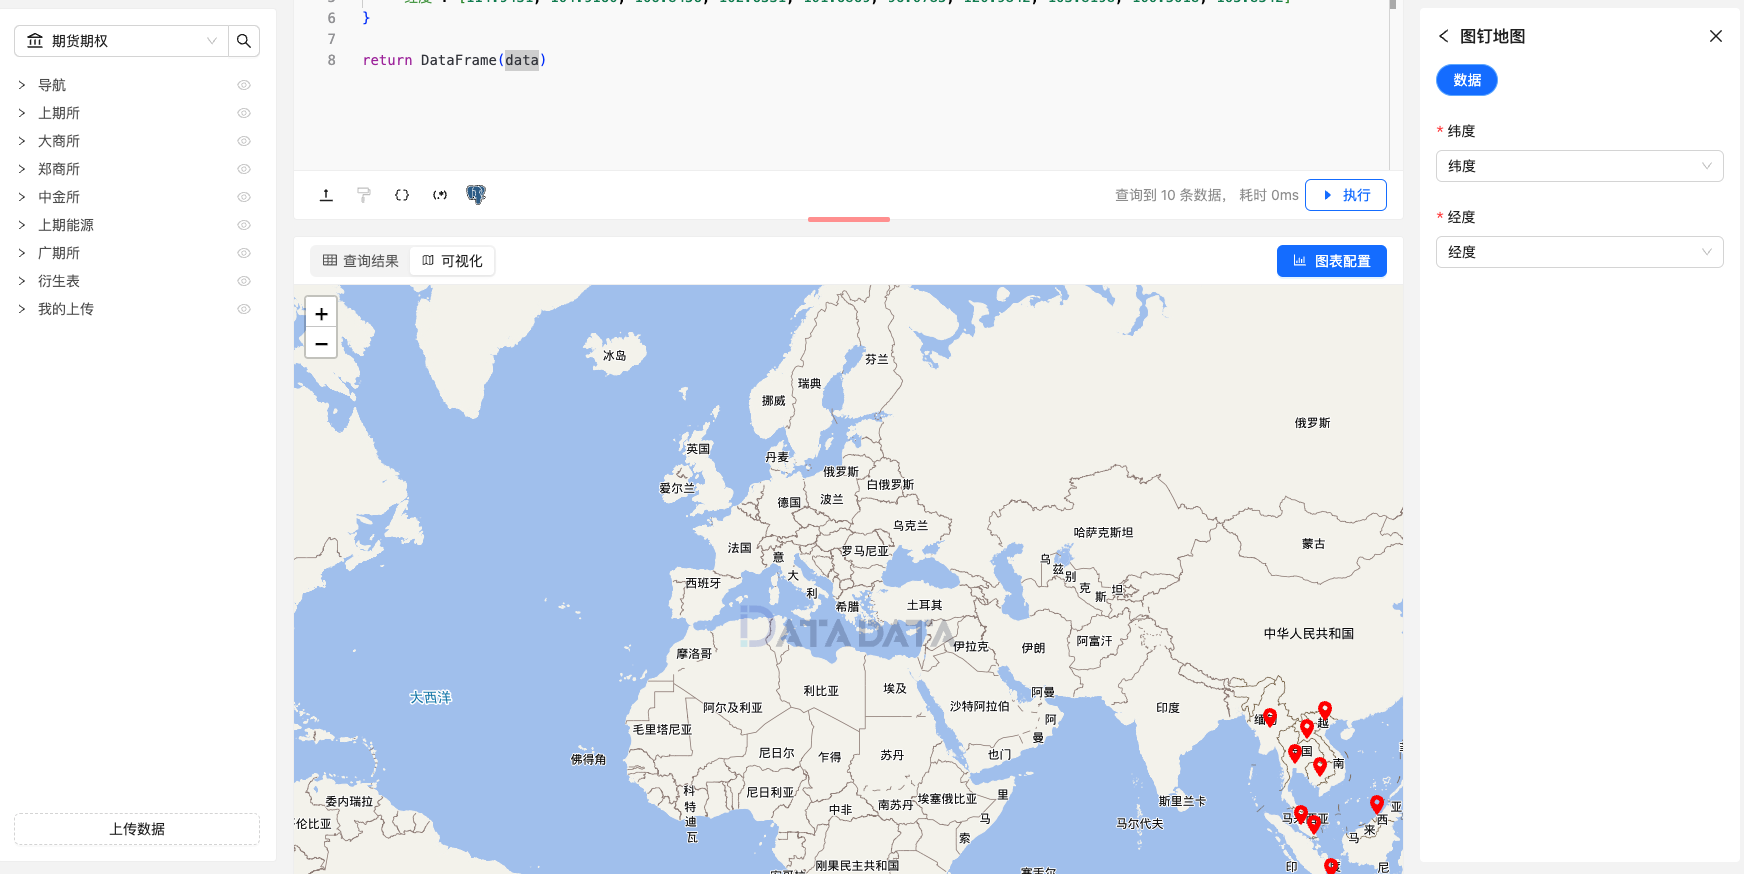 期货期权
导航
上期所
大商所
郑商所
中金所
上期能源
广期所
衍生表
我的上传
上传数据
6 }
7
8 return DataFrame(data)
查询到 10 条数据， 耗时 0ms
执行
查询结果
可视化
图表配置
+
−
冰岛
芬兰
瑞典
挪威
俄罗斯
英国
丹麦
俄罗斯
爱尔兰
白俄罗斯
德国
波兰
乌克兰
哈萨克斯坦
蒙古
法国
罗马尼亚
意大利
乌兹别克斯坦
西班牙
希腊
土耳其
中华人民共和国
DATADATA
伊拉克
伊朗
阿富汗
摩洛哥
大西洋
利比亚
埃及
阿曼
阿尔及利亚
沙特阿拉伯
印度
阿曼
毛里塔尼亚
越南
佛得角
尼日尔
乍得
苏丹
也门
国
科特迪瓦
尼日利亚
委内瑞拉
中非
南苏丹
埃塞俄比亚
斯里兰卡
马尔代夫
伦比亚
索马里
刚果民主共和国
马来西亚
印
尼
图钉地图
数据
* 纬度
纬度
* 经度
经度